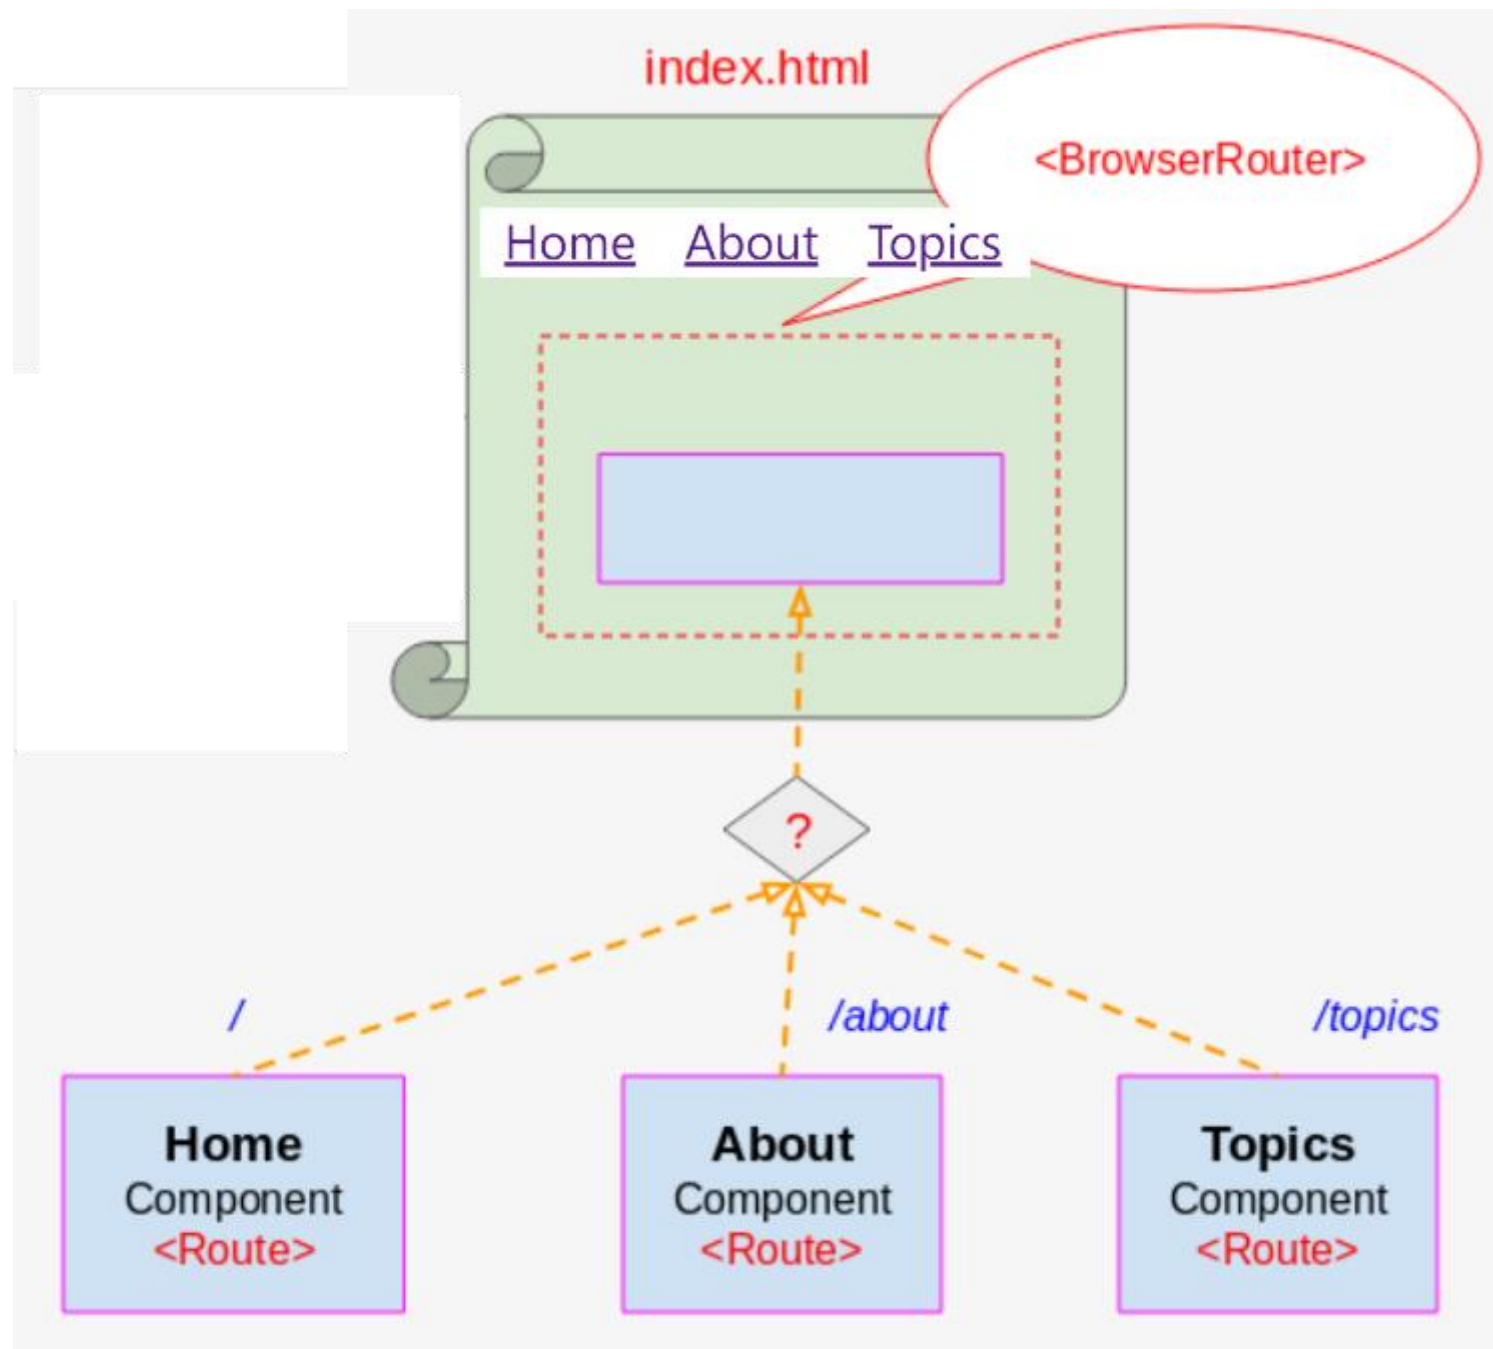 index.html
<BrowserRouter>
Home About Topics
?
/
/about
/topics
Home
Component
<Route>
About
Component
<Route>
Topics
Component
<Route>